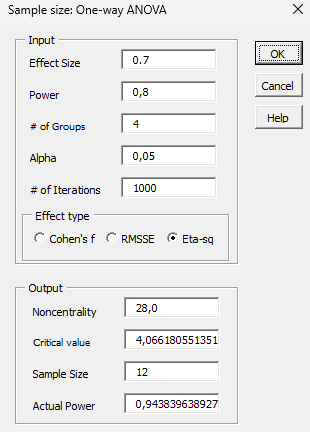 Sample size: One-way ANOVA
Input
Effect Size 0.7
OK
Power 0,8
Cancel
# of Groups 4
Help
Alpha 0,05
# of Iterations 1000
Effect type
Cohen's f RMSSE Eta-sq
Output
Noncentrality 28,0
Critical value 4,066180551351
Sample Size 12
Actual Power 0,943839638927